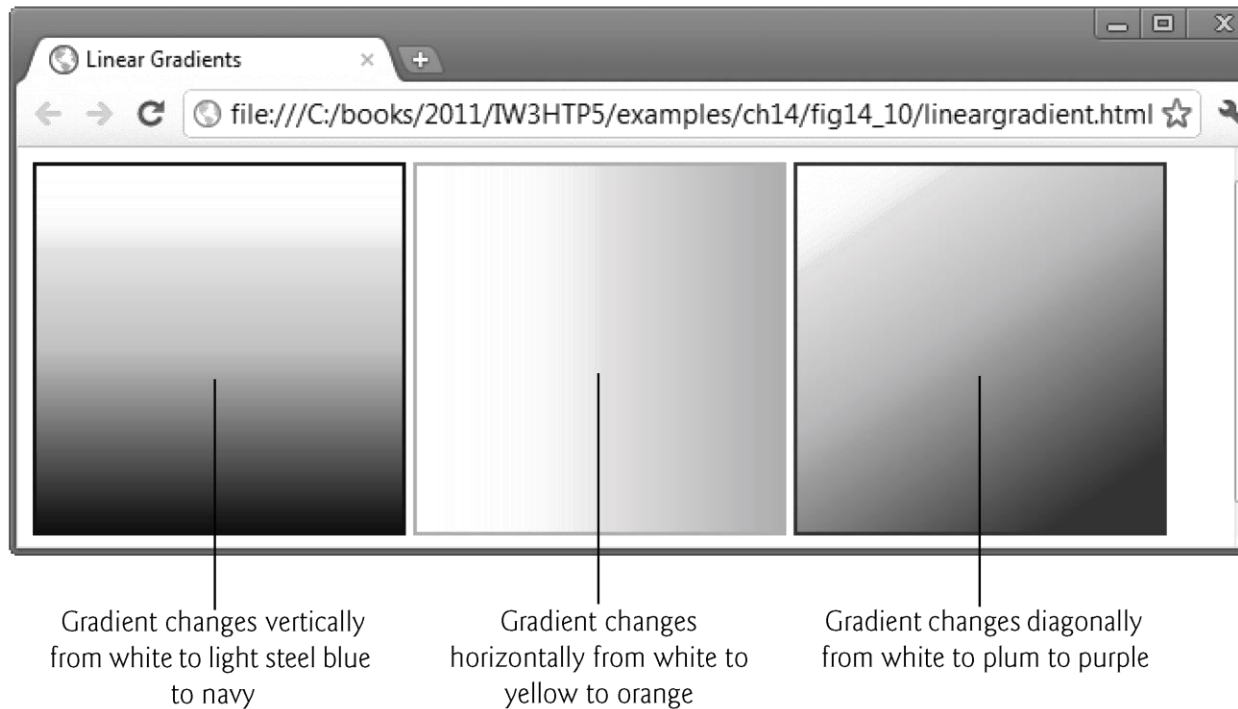 Linear Gradients
file:///C:/books/2011/IW3HTP5/examples/ch14/fig14_10/lineargradient.html
Gradient changes vertically
from white to light steel blue
to navy
Gradient changes
horizontally from white to
yellow to orange
Gradient changes diagonally
from white to plum to purple